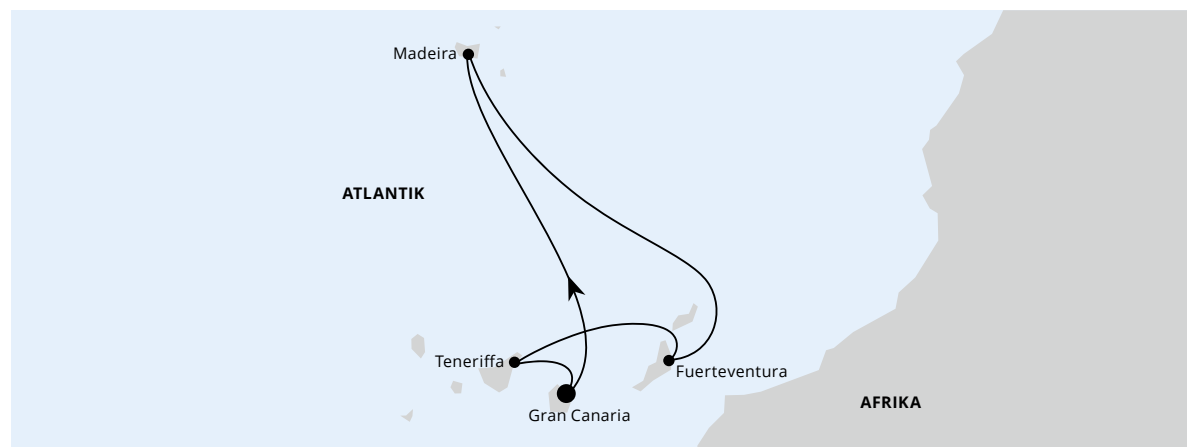 Madeira
ATLANTIK
Teneriffa
Fuerteventura
AFRIKA
Gran Canaria